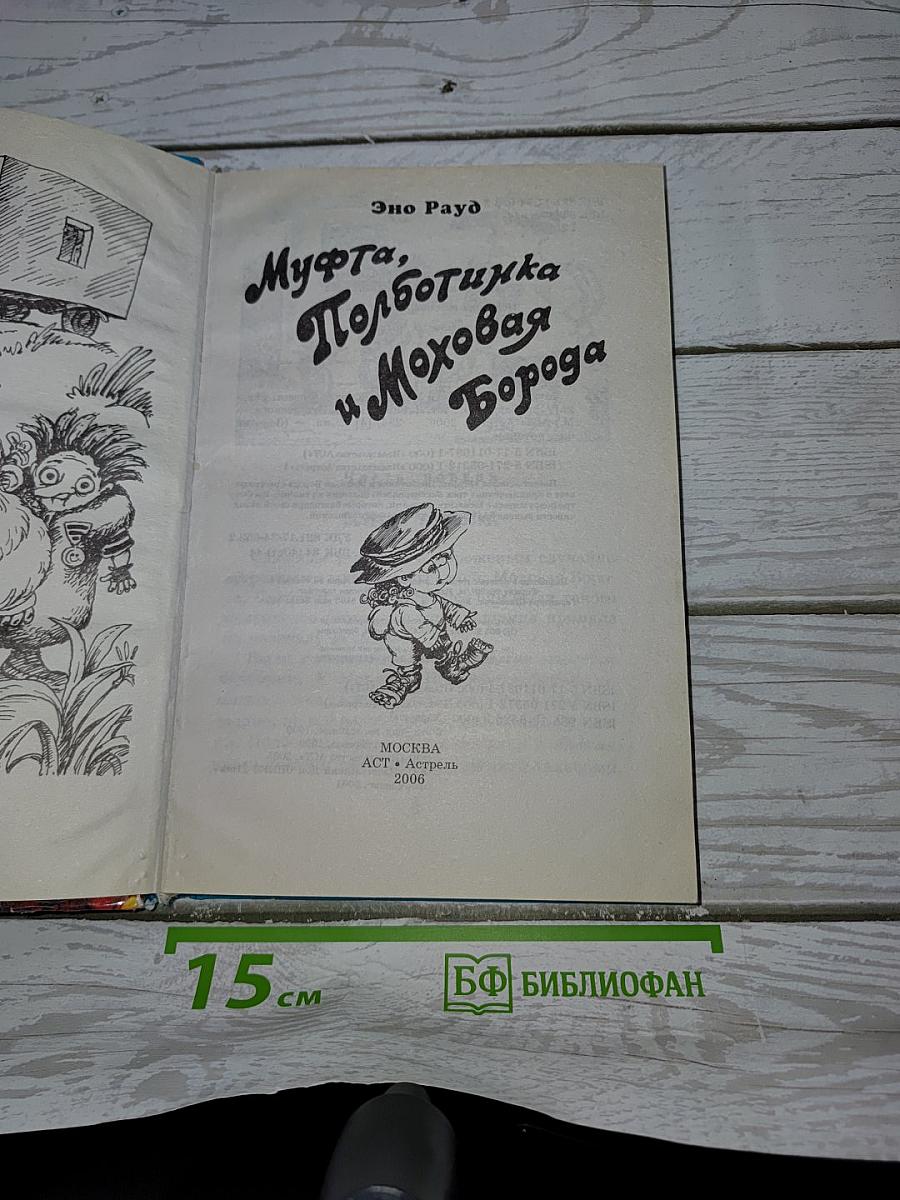 Эно Рауд
Муфта,
Полботинка
и Моховая
Борода
МОСКВА
АСТ • Астрель
2006
15 см
БФ БИБЛИОФАН